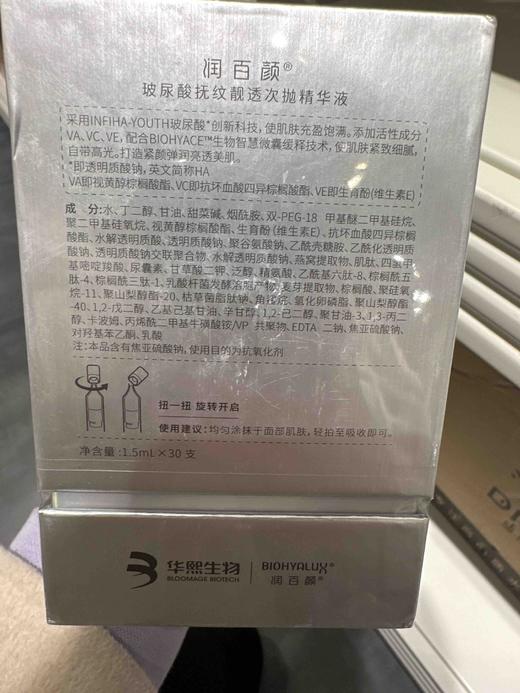 润百颜®
玻尿酸抚纹靓透次抛精华液
采用INFIHA-YOUTH玻尿酸*创新科技，使肌肤充盈饱满。添加活性成分
VA、VC、VE，配合BIOHYACE™生物智慧微囊缓释技术，使肌肤紧致细腻，
自带高光。打造紧颜弹润亮透美肌。
*即透明质酸钠，英文简称HA
VA即视黄醇棕榈酸酯、VC即抗坏血酸四异棕榈酸酯、VE即生育酚(维生素E)
成 分:水、丁二醇、甘油、甜菜碱、烟酰胺、双-PEG-18 甲基醚二甲基硅烷、
聚二甲基硅氧烷、视黄醇棕榈酸酯、生育酚 (维生素E)、抗坏血酸四异棕榈
酸酯、水解透明质酸、透明质酸钠、聚谷氨酸钠、乙酰壳糖胺、乙酰化透明质
酸钠、透明质酸钠交联聚合物、水解透明质酸钠、燕窝提取物、肌肽、四氢甲
基嘧啶羧酸、尿囊素、甘草酸二钾、泛醇、精氨酸、乙酰基六肽-8、棕榈酰五
肽-4、棕榈酰三肽-1、乳酸杆菌发酵溶胞产物、麦芽提取物、棕榈酸、聚硅氧
烷-11、聚山梨醇酯-20、枯草菌脂肽钠、角鲨烷、氢化卵磷脂、聚山梨醇酯
-40、1,2-戊二醇、乙基己基甘油、辛甘醇、1,2-己二醇、聚甘油-3、1,3-丙二
醇、卡波姆、丙烯酰二甲基牛磺酸铵/VP 共聚物、EDTA 二钠、焦亚硫酸钠、
对羟基苯乙酮、乳酸
注：本品含有焦亚硫酸钠，使用目的为抗氧化剂
扭一扭 旋转开启
使用建议：均匀涂抹于面部肌肤，轻拍至吸收即可。
净含量:1.5mL×30 支
华熙生物
BLOOMAGE BIOTECH
BIOHYALUX®
润百颜®